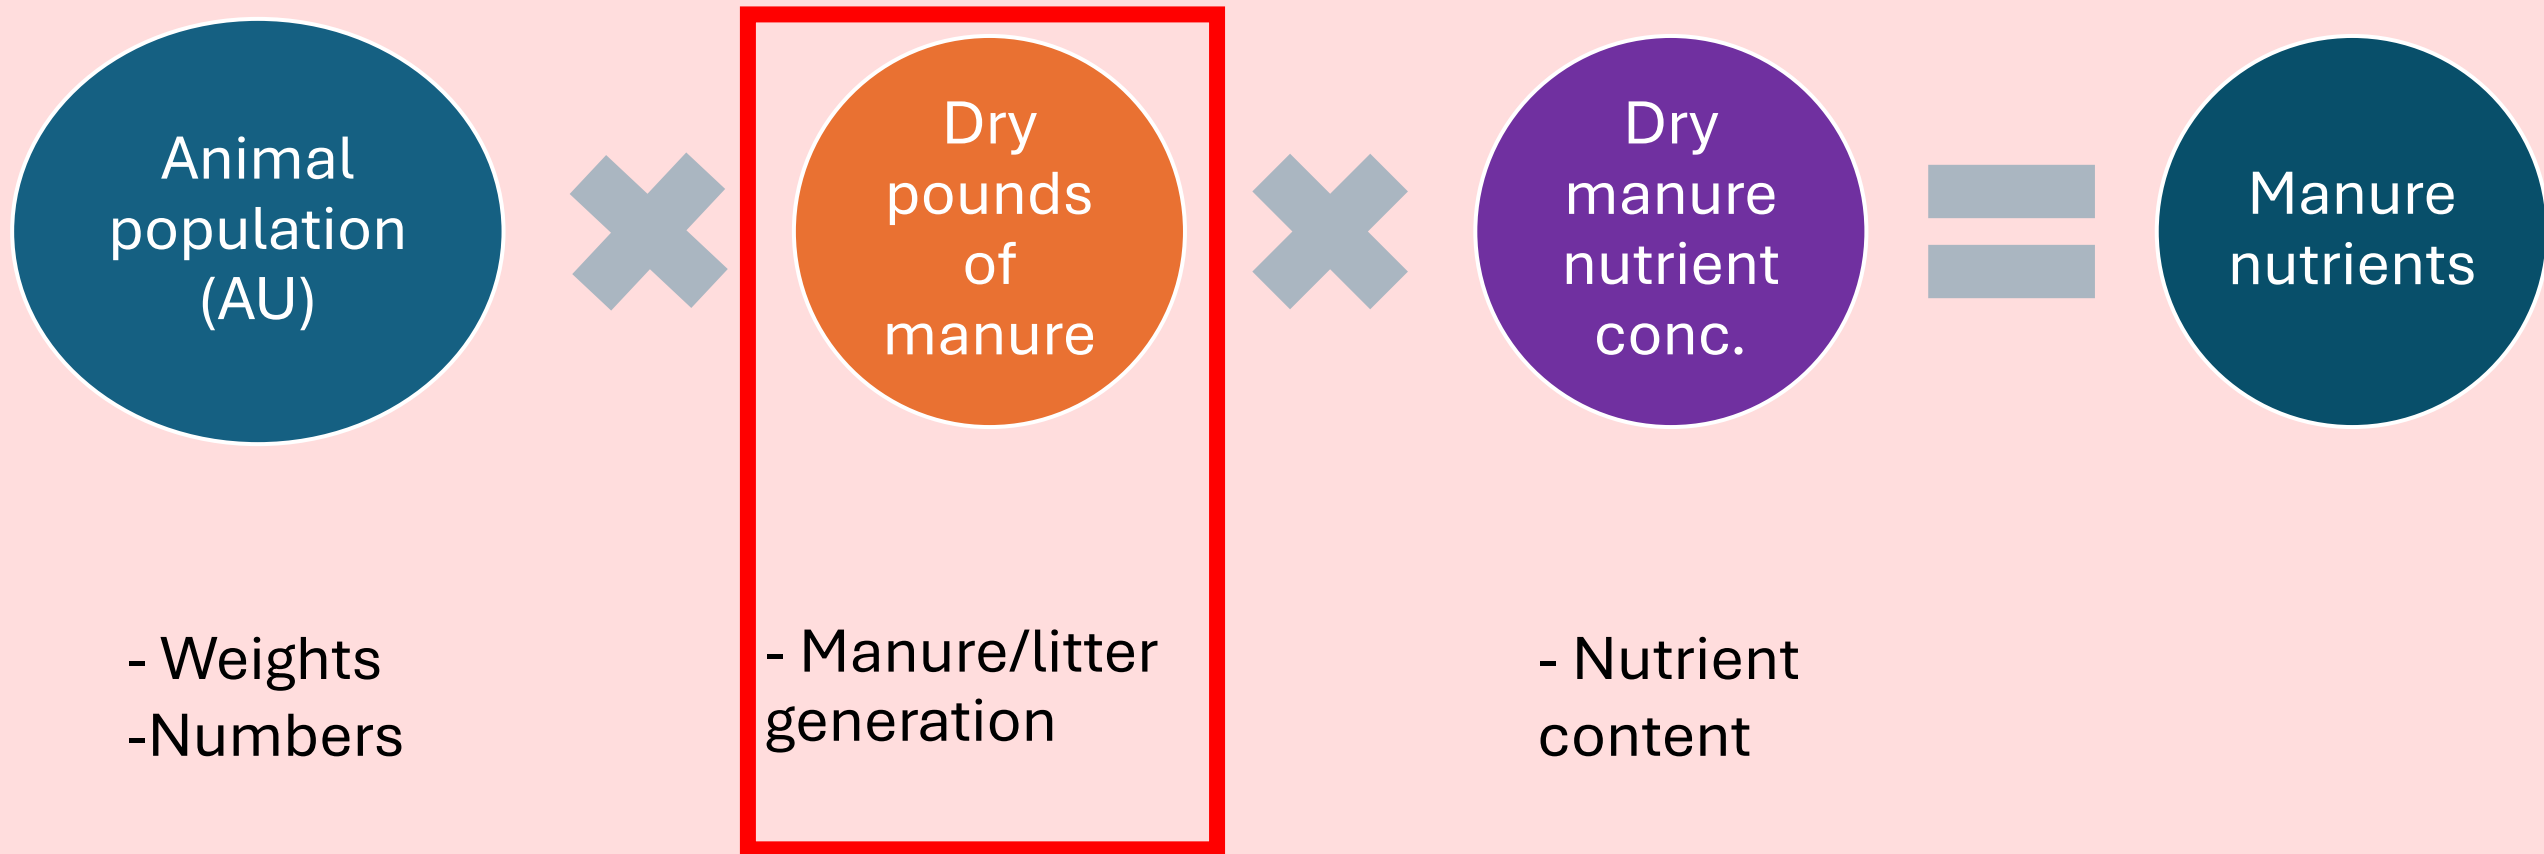 Animal
population
(AU)
Dry
pounds
of
manure
Dry
manure
nutrient
conc.
Manure
nutrients
- Weights
-Numbers
- Manure/litter
generation
- Nutrient
content